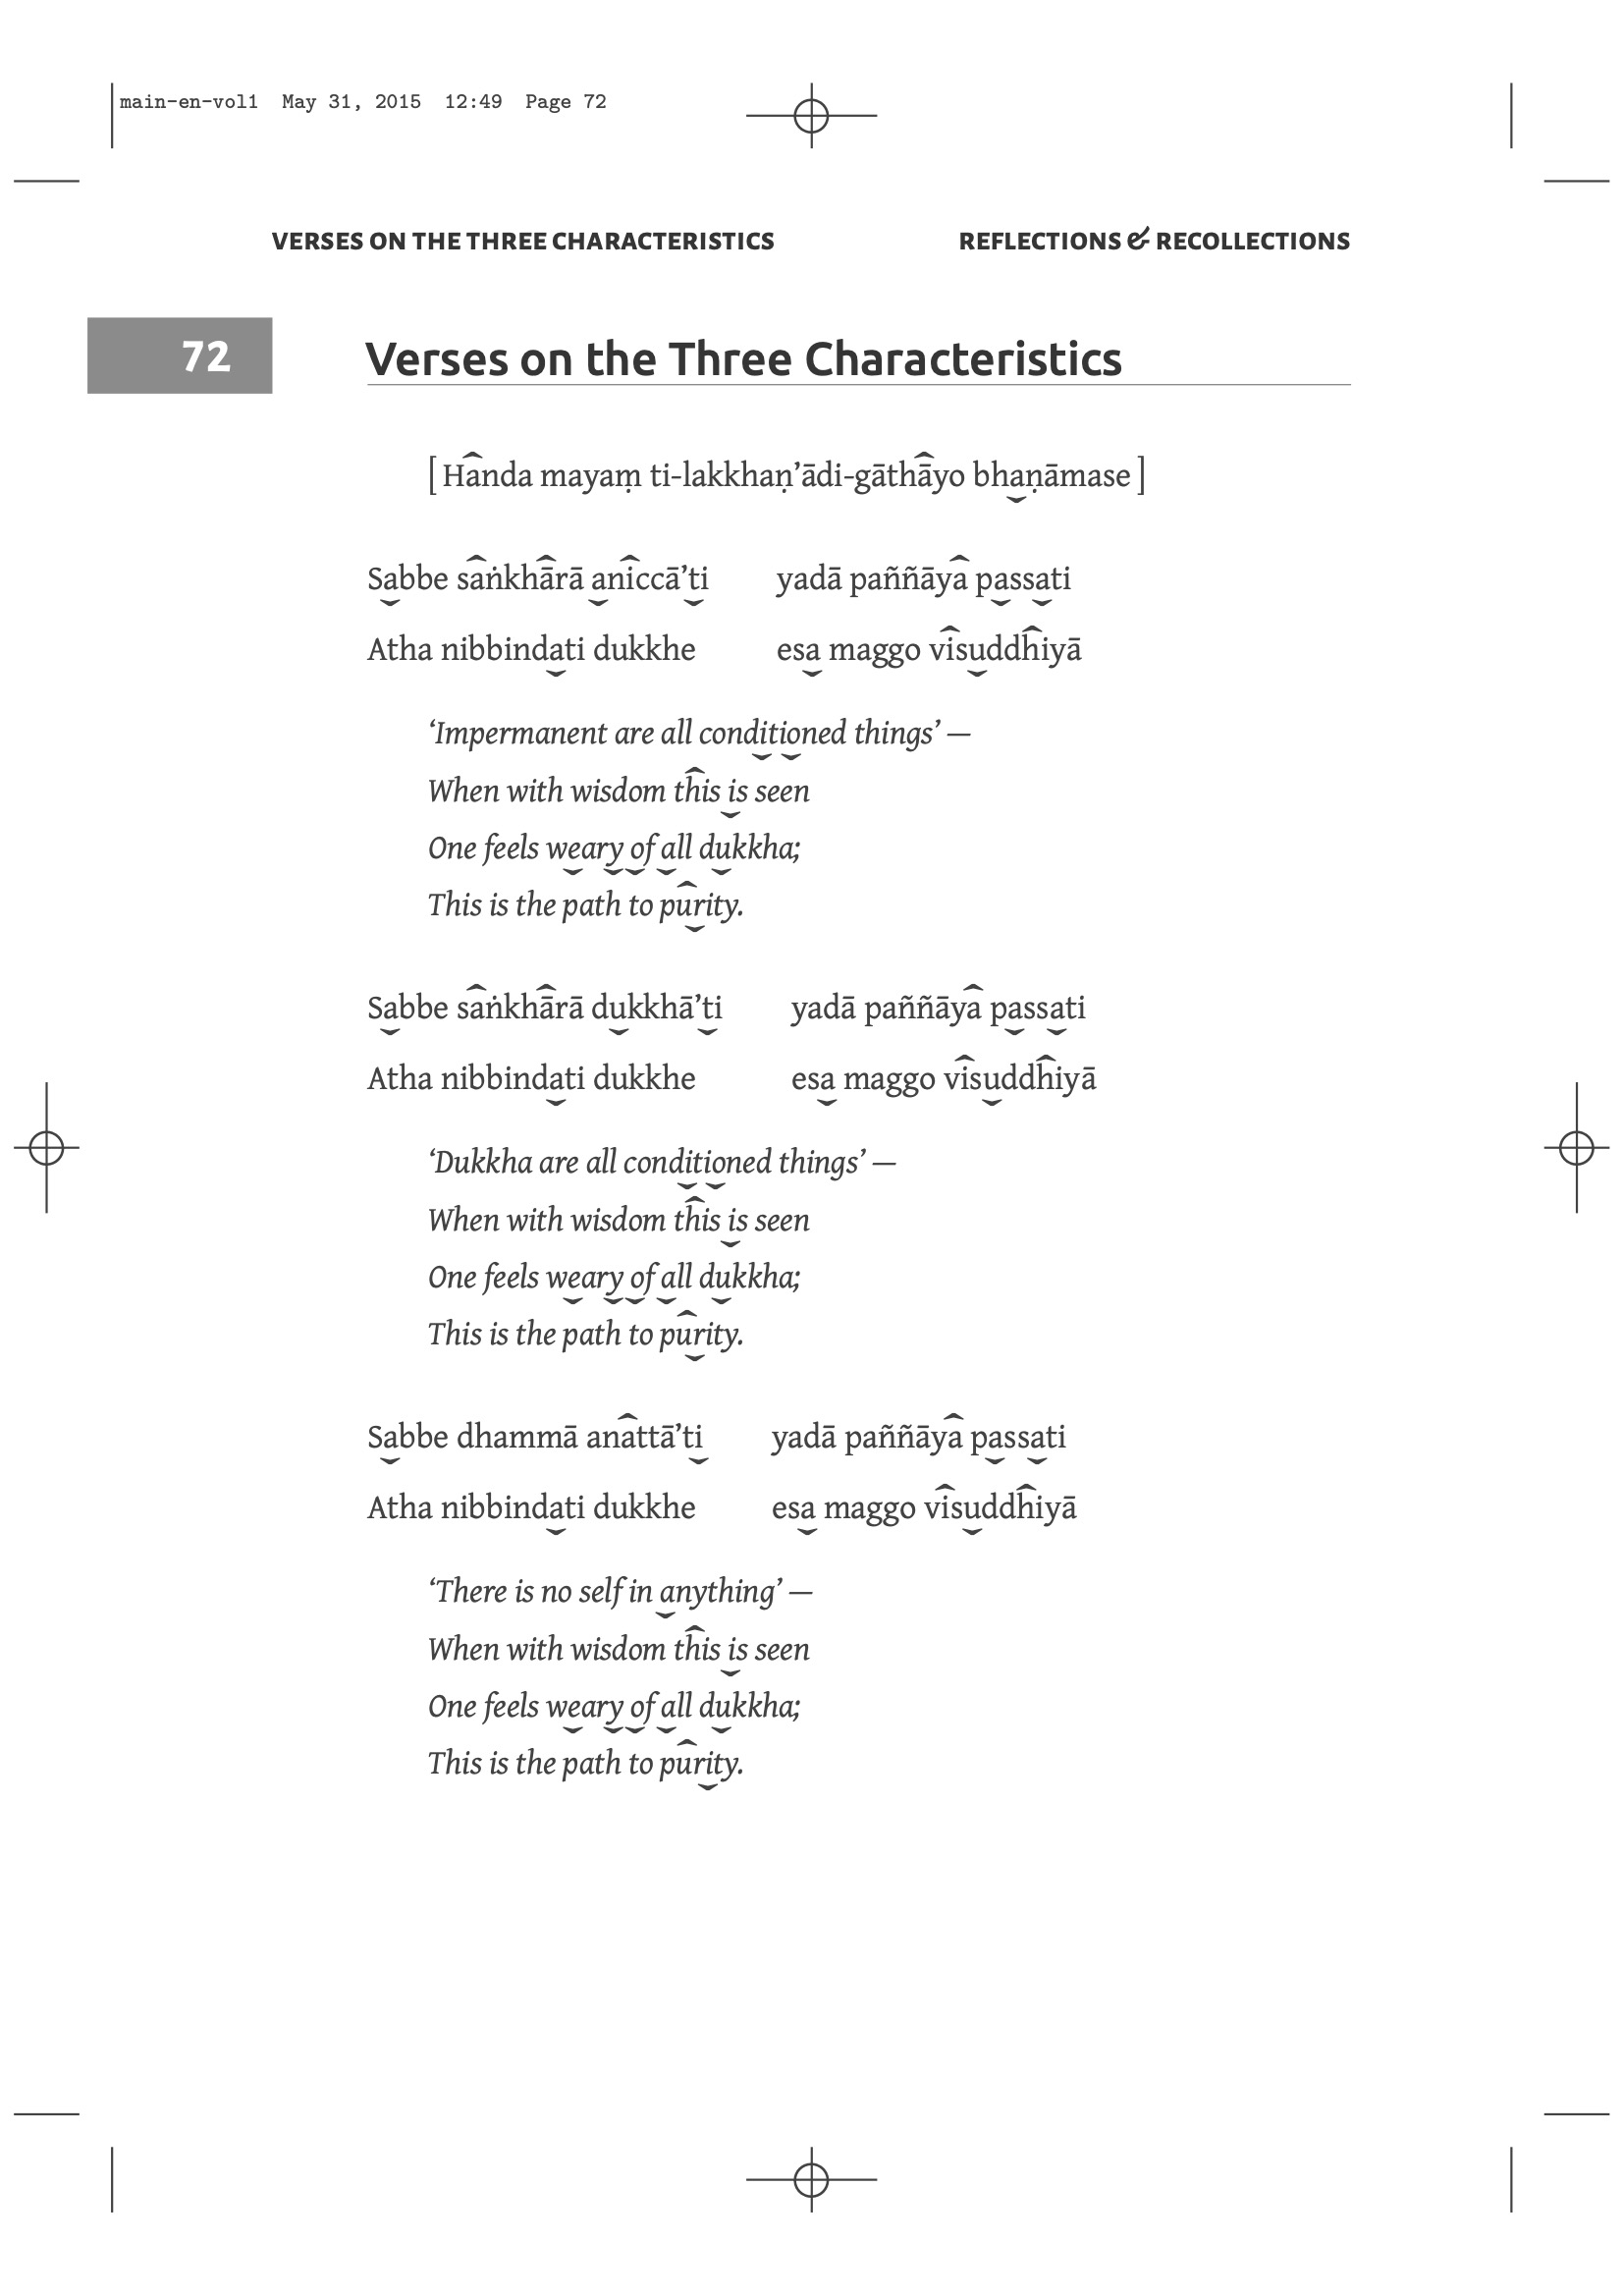 main-en-vol1 May 31, 2015 12:49 Page 72
VERSES ON THE THREE CHARACTERISTICS REFLECTIONS & RECOLLECTIONS
72 Verses on the Three Characteristics
[ Handa mayaṃ ti-lakkhaṇ’ādi-gāthāyo bhaṇāmase ]
Sabbe saṅkhārā aniccā’ti yadā paññāya passati
Atha nibbindati dukkhe esa maggo visuddhiyā
‘Impermanent are all conditioned things’ —
When with wisdom this is seen
One feels weary of all dukkha;
This is the path to purity.
Sabbe saṅkhārā dukkhā’ti yadā paññāya passati
Atha nibbindati dukkhe esa maggo visuddhiyā
‘Dukkha are all conditioned things’ —
When with wisdom this is seen
One feels weary of all dukkha;
This is the path to purity.
Sabbe dhammā anattā’ti yadā paññāya passati
Atha nibbindati dukkhe esa maggo visuddhiyā
‘There is no self in anything’ —
When with wisdom this is seen
One feels weary of all dukkha;
This is the path to purity.